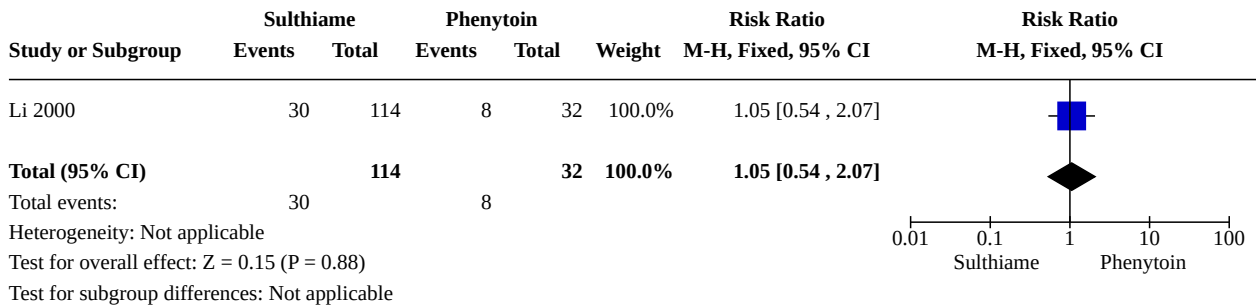 Sulthiame Phenytoin Risk Ratio Risk Ratio
Study or Subgroup Events Total Events Total Weight M-H, Fixed, 95% CI M-H, Fixed, 95% CI
Li 2000 30 114 8 32 100.0% 1.05 [0.54 , 2.07]
Total (95% CI) 114 32 100.0% 1.05 [0.54 , 2.07]
Total events: 30 8
Heterogeneity: Not applicable
0.01 0.1 1 10 100
Test for overall effect: Z = 0.15 (P = 0.88)
Sulthiame Phenytoin
Test for subgroup differences: Not applicable